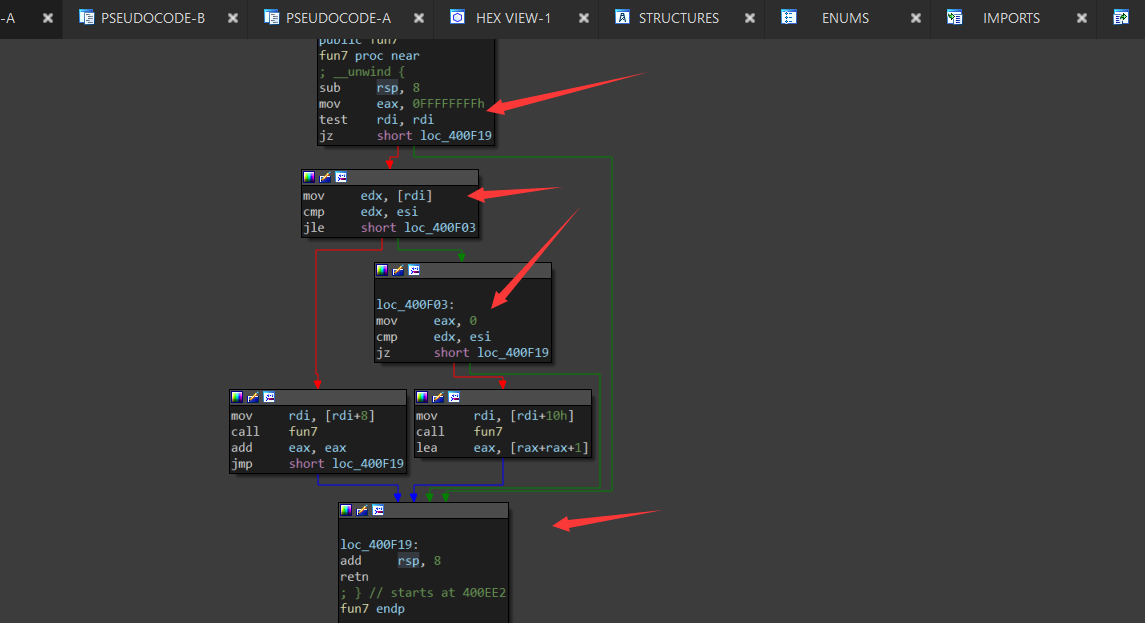 -A
PSEUDOCODE-B
PSEUDOCODE-A
HEX VIEW-1
STRUCTURES
ENUMS
IMPORTS
public fun7
fun7 proc near
; __unwind {
sub rsp, 8
mov eax, 0FFFFFFFFh
test rdi, rdi
jz short loc_400F19
mov edx, [rdi]
cmp edx, esi
jle short loc_400F03
loc_400F03:
mov eax, 0
cmp edx, esi
jz short loc_400F19
mov rdi, [rdi+8]
call fun7
add eax, eax
jmp short loc_400F19
mov rdi, [rdi+10h]
call fun7
lea eax, [rax+rax+1]
loc_400F19:
add rsp, 8
retn
; } // starts at 400EE2
fun7 endp